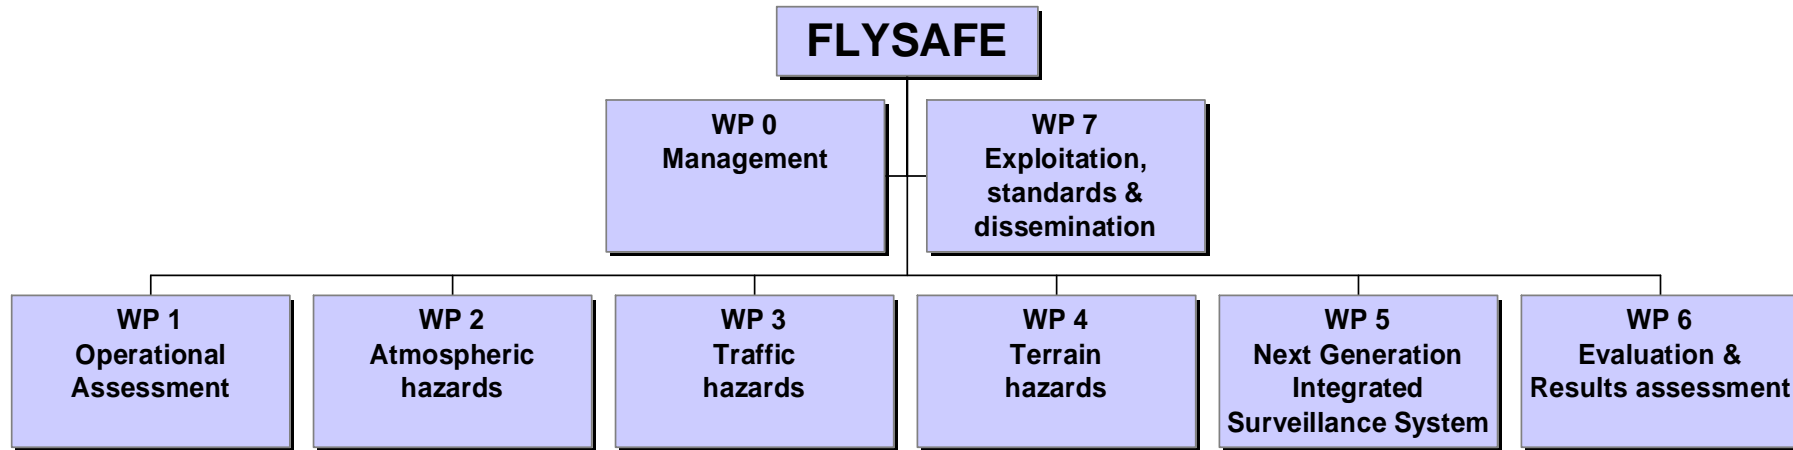 FLYSAFE
WP 0
Management
WP 7
Exploitation,
standards &
dissemination
WP 1
Operational
Assessment
WP 2
Atmospheric
hazards
WP 3
Traffic
hazards
WP 4
Terrain
hazards
WP 5
Next Generation
Integrated
Surveillance System
WP 6
Evaluation &
Results assessment